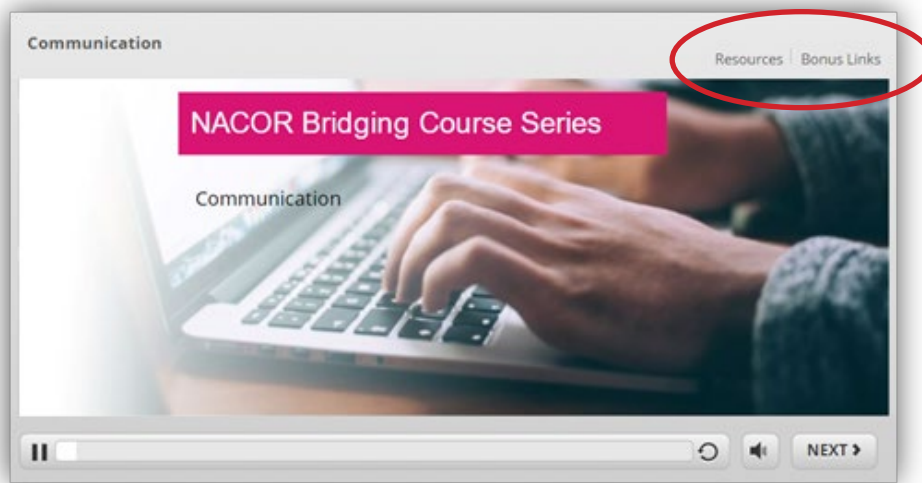 Communication
Resources | Bonus Links
NACOR Bridging Course Series
Communication
NEXT